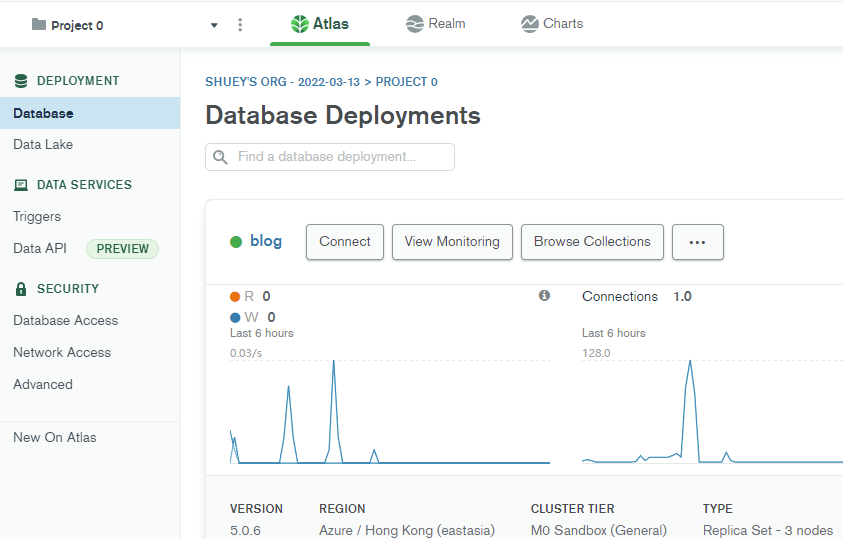 Project 0
Atlas
Realm
Charts
DEPLOYMENT
Database
Data Lake
DATA SERVICES
Triggers
Data API PREVIEW
SECURITY
Database Access
Network Access
Advanced
New On Atlas
SHUEY'S ORG - 2022-03-13 > PROJECT 0
Database Deployments
Find a database deployment...
blog
Connect
View Monitoring
Browse Collections
...
R 0
W 0
Last 6 hours
0.03/s
Connections 1.0
Last 6 hours
128.0
VERSION
5.0.6
REGION
Azure / Hong Kong (eastasia)
CLUSTER TIER
M0 Sandbox (General)
TYPE
Replica Set - 3 nodes